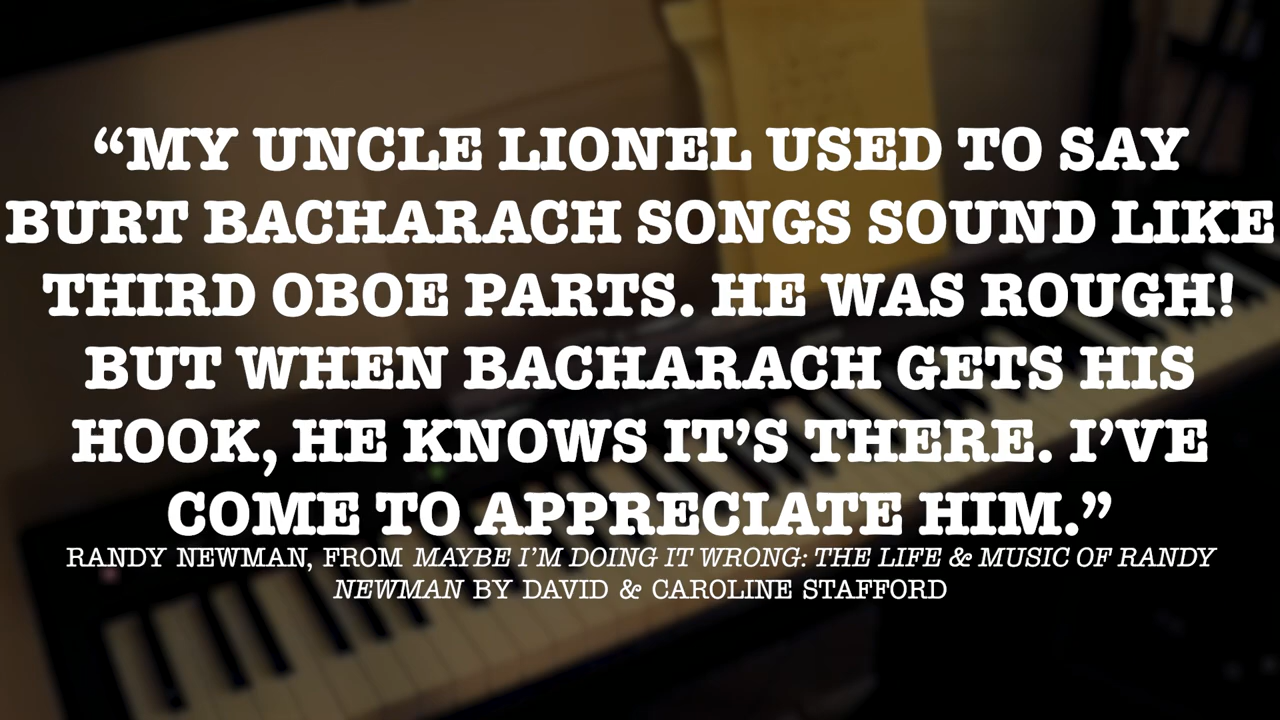 “MY UNCLE LIONEL USED TO SAY
BURT BACHARACH SONGS SOUND LIKE
THIRD OBOE PARTS. HE WAS ROUGH!
BUT WHEN BACHARACH GETS HIS
HOOK, HE KNOWS IT’S THERE. I’VE
COME TO APPRECIATE HIM.”
RANDY NEWMAN, FROM MAYBE I’M DOING IT WRONG: THE LIFE & MUSIC OF RANDY
NEWMAN BY DAVID & CAROLINE STAFFORD